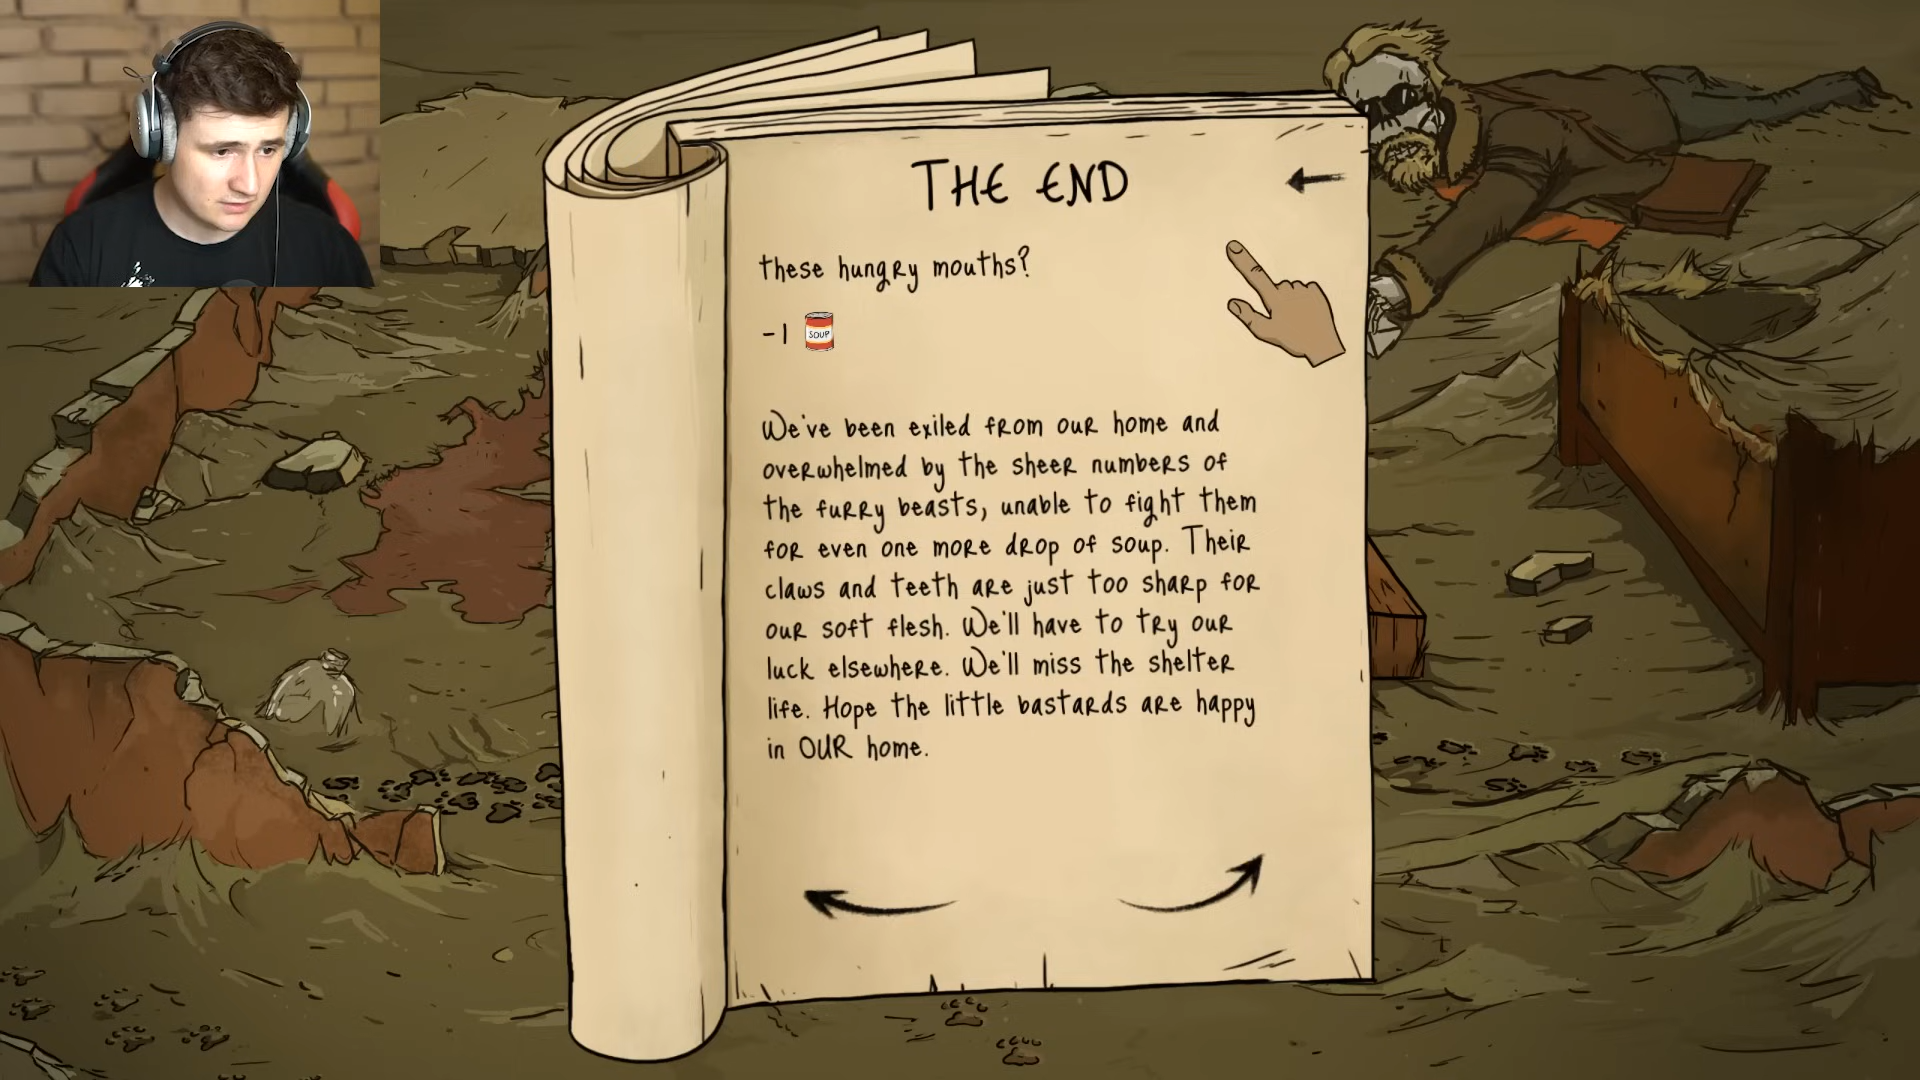 THE END
these hungry mouths?
-1 SOUP
We've been exiled from our home and
overwhelmed by the sheer numbers of
the furry beasts, unable to fight them
for even one more drop of soup. Their
claws and teeth are just too sharp for
our soft flesh. We'll have to try our
luck elsewhere. We'll miss the shelter
life. Hope the little bastards are happy
in OUR home.